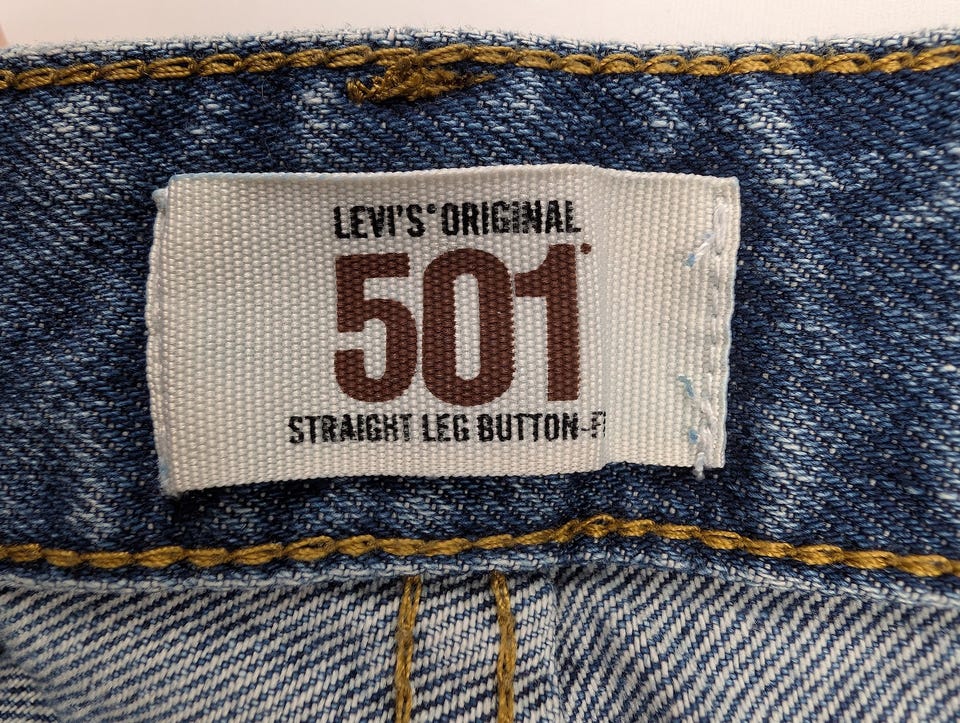 LEVI'S® ORIGINAL
501®
STRAIGHT LEG BUTTON-F